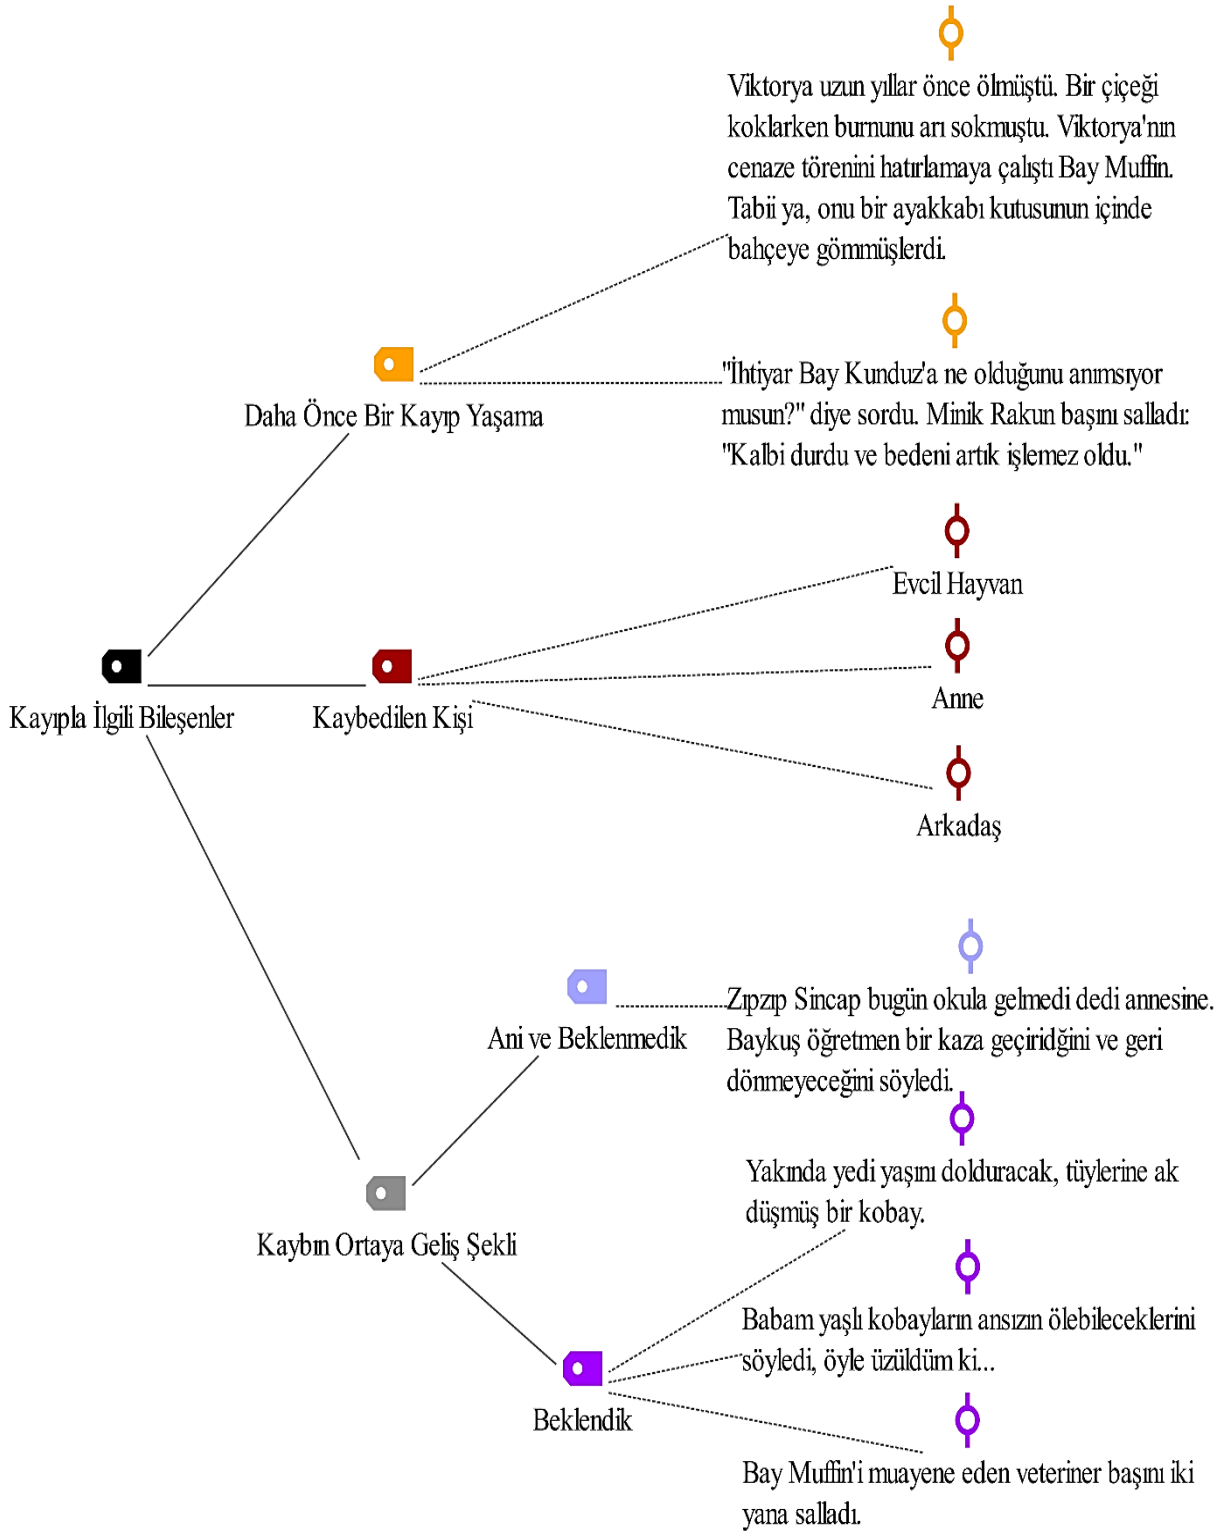 Viktorya uzun yıllar önce ölmüştü. Bir çiçeği
koklarken burnunu arı sokmuştu. Viktorya'nın
cenaze törenini hatırlamaya çalıştı Bay Muffin.
Tabii ya, onu bir ayakkabı kutusunun içinde
bahçeye gömmüşlerdi.
Daha Önce Bir Kayıp Yaşama
"İhtiyar Bay Kunduz'a ne olduğunu anımsıyor
musun?" diye sordu. Minik Rakun başını salladı:
"Kalbi durdu ve bedeni artık işlemez oldu."
Kayıpla İlgili Bileşenler
Kaybedilen Kişi
Evcil Hayvan
Anne
Arkadaş
Ani ve Beklenmedik
Zıpzıp Sincap bugün okula gelmedi dedi annesine.
Baykuş öğretmen bir kaza geçiridğini ve geri
dönmeyeceğini söyledi.
Kaybın Ortaya Geliş Şekli
Yakında yedi yaşını dolduracak, tüylerine ak
düşmüş bir kobay.
Babam yaşlı kobayların ansızın ölebileceklerini
söyledi, öyle üzüldüm ki...
Beklendik
Bay Muffin'i muayene eden veteriner başını iki
yana salladı.